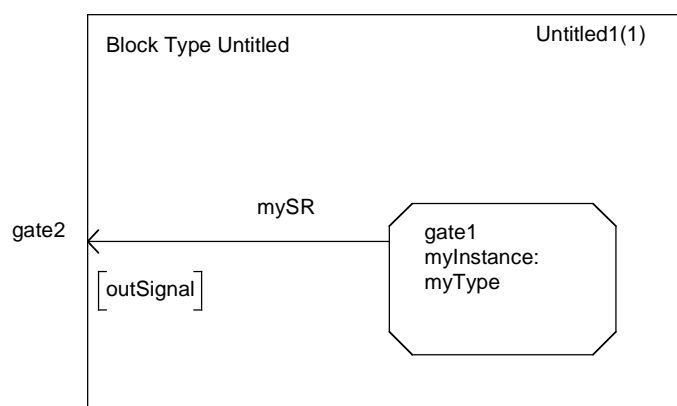 Untitled1(1)
Block Type Untitled
mySR
gate2
gate1
myInstance:
myType
outSignal